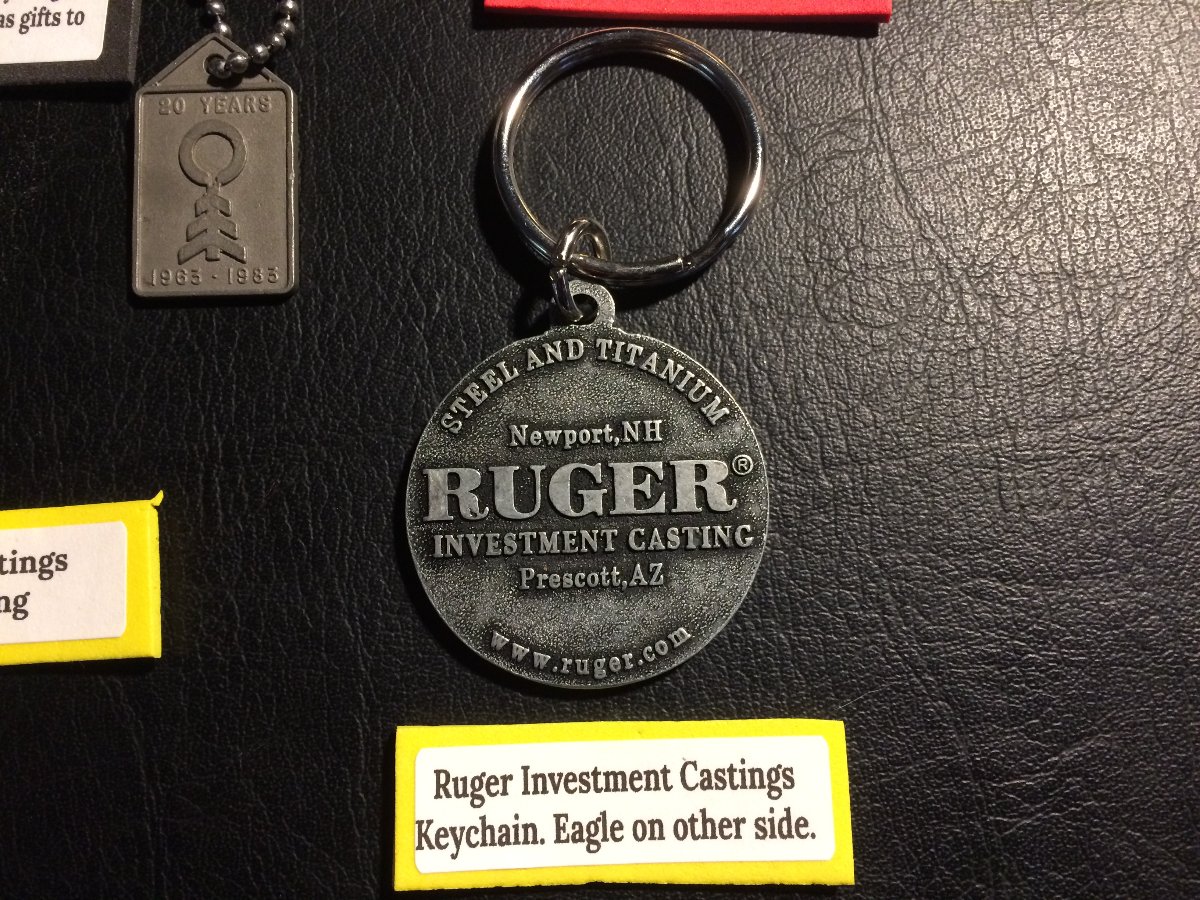 as gifts to
20 YEARS
1963 - 1983
STEEL AND TITANIUM
Newport,NH
RUGER®
INVESTMENT CASTING
Prescott,AZ
www.ruger.com
tings
ng
Ruger Investment Castings
Keychain. Eagle on other side.